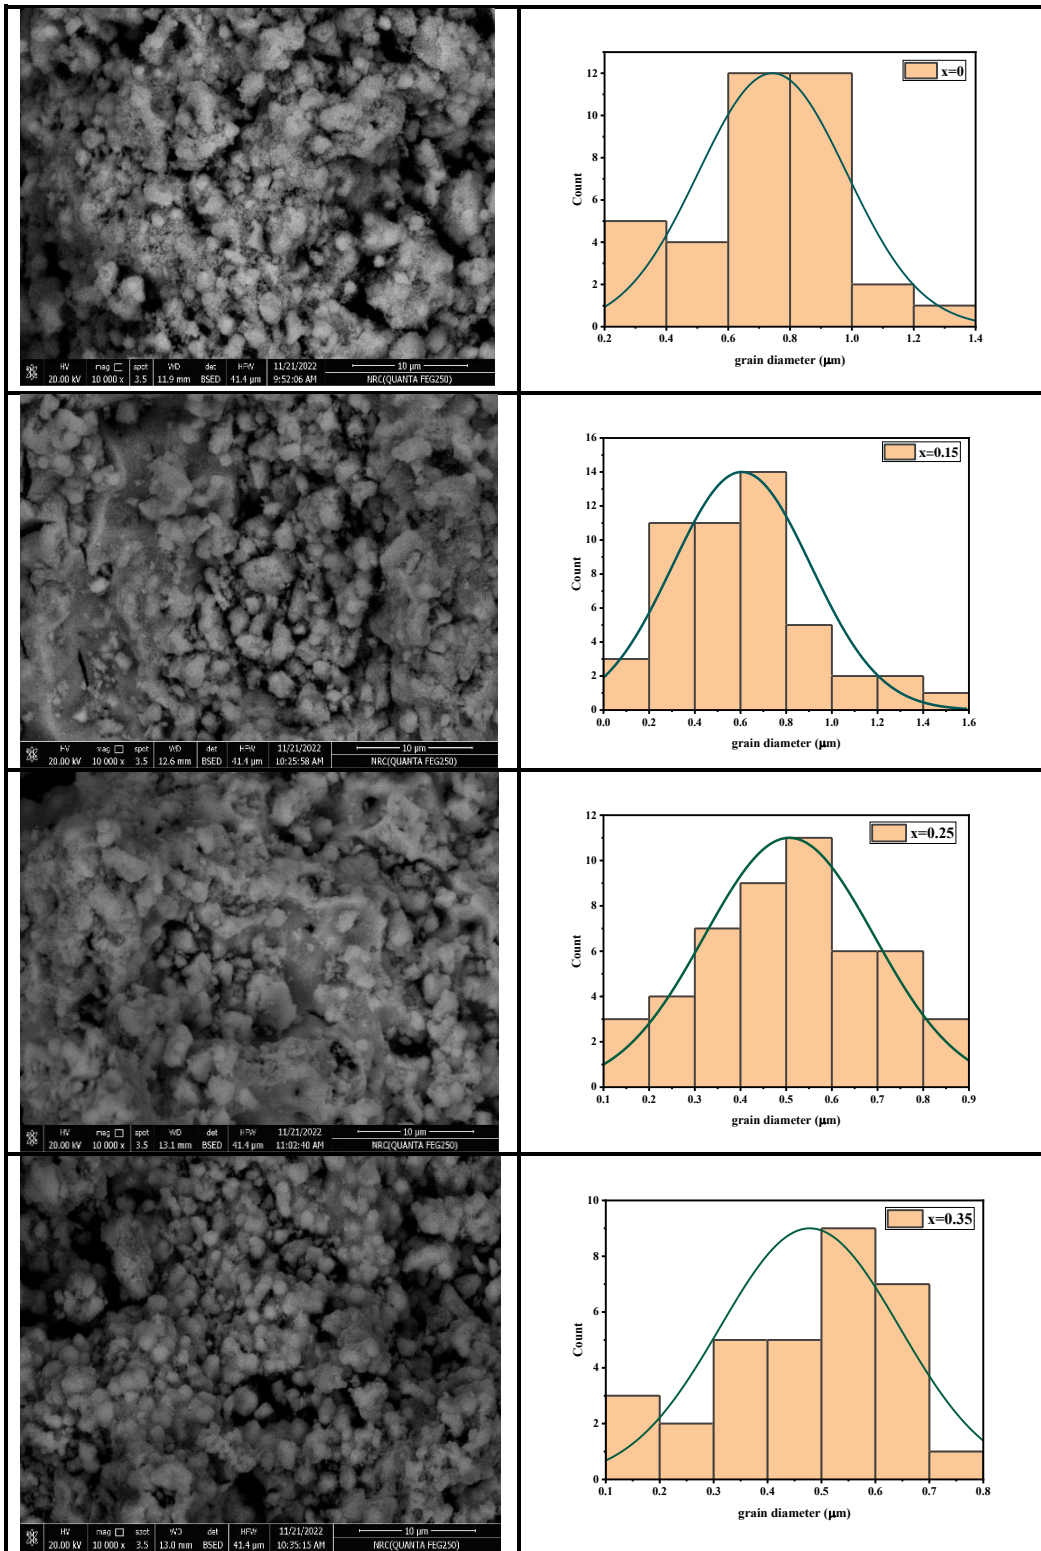 HV mag spot WD det HFW 11/21/2022 10 µm
20.00 kV 10 000 x 3.5 11.9 mm BSED 41.4 µm 9:52:06 AM NRC(QUANTA FEG250)
x=0
12
10
8
6
4
2
0
Count
0.2 0.4 0.6 0.8 1.0 1.2 1.4
grain diameter (µm)
HV mag spot WD det HFW 11/21/2022 10 µm
20.00 kV 10 000 x 3.5 12.6 mm BSED 41.4 µm 10:25:58 AM NRC(QUANTA FEG250)
x=0.15
16
14
12
10
8
6
4
2
0
Count
0.0 0.2 0.4 0.6 0.8 1.0 1.2 1.4 1.6
grain diameter (µm)
HV mag spot WD det HFW 11/21/2022 10 µm
20.00 kV 10 000 x 3.5 13.1 mm BSED 41.4 µm 11:02:40 AM NRC(QUANTA FEG250)
x=0.25
12
10
8
6
4
2
0
Count
0.1 0.2 0.3 0.4 0.5 0.6 0.7 0.8 0.9
grain diameter (µm)
HV mag spot WD det HFW 11/21/2022 10 µm
20.00 kV 10 000 x 3.5 13.0 mm BSED 41.4 µm 10:35:15 AM NRC(QUANTA FEG250)
x=0.35
10
8
6
4
2
0
Count
0.1 0.2 0.3 0.4 0.5 0.6 0.7 0.8
grain diameter (µm)